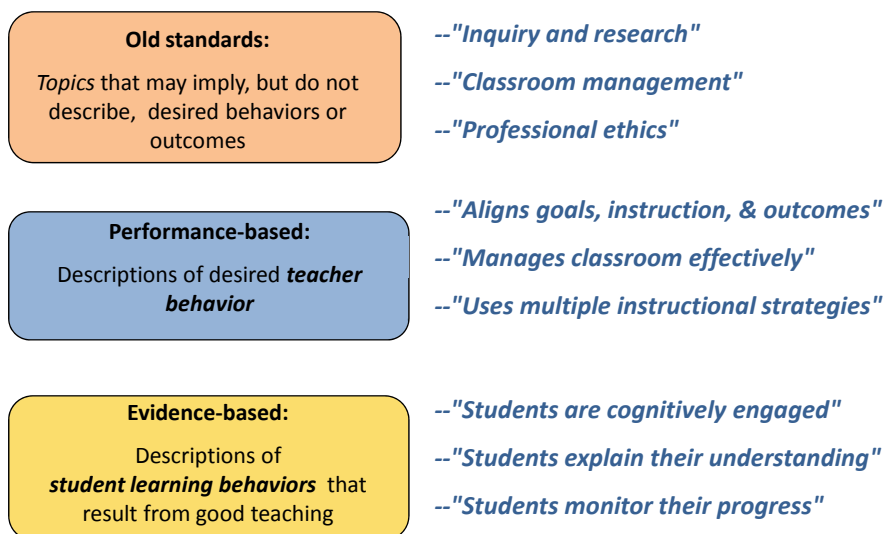 Old standards:
Topics that may imply, but do not
describe, desired behaviors or
outcomes
--"Inquiry and research"
--"Classroom management"
--"Professional ethics"
Performance-based:
Descriptions of desired teacher
behavior
--"Aligns goals, instruction, & outcomes"
--"Manages classroom effectively"
--"Uses multiple instructional strategies"
Evidence-based:
Descriptions of
student learning behaviors that
result from good teaching
--"Students are cognitively engaged"
--"Students explain their understanding"
--"Students monitor their progress"